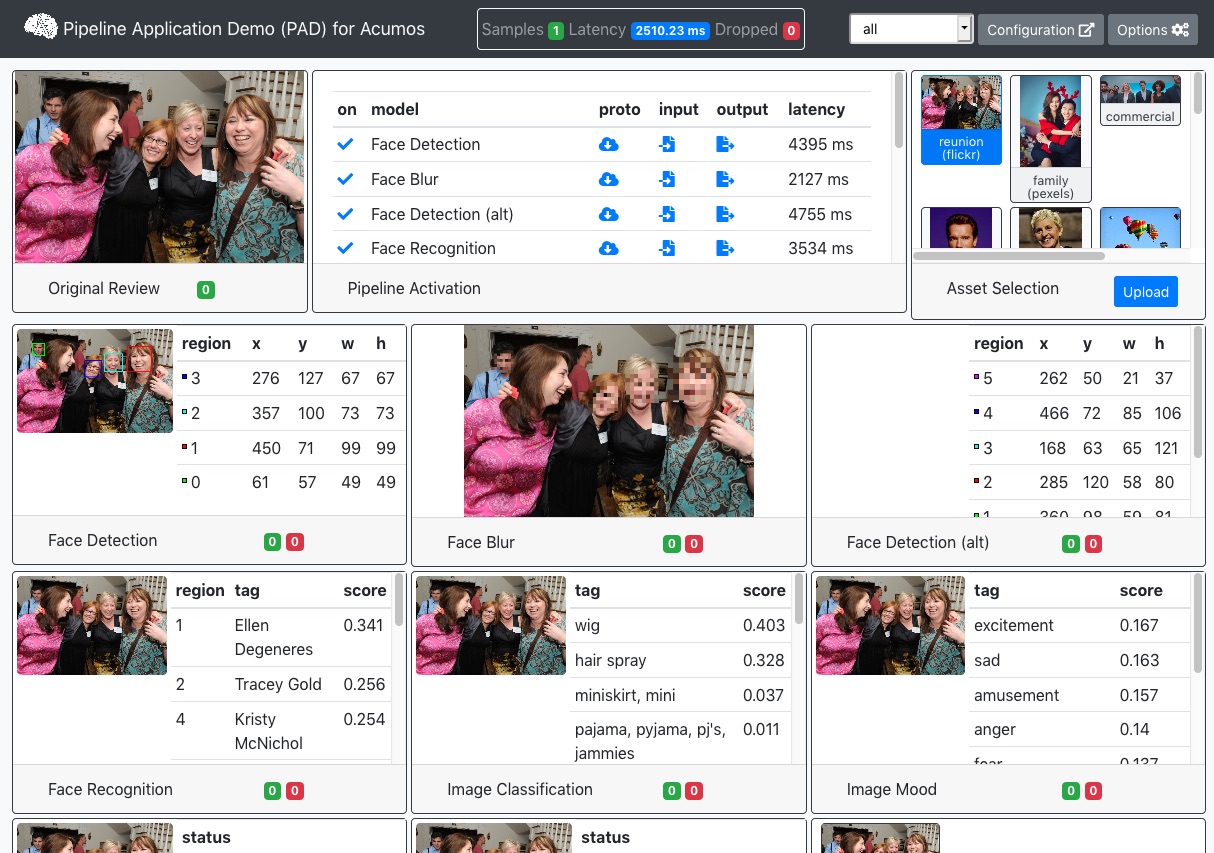 Pipeline Application Demo (PAD) for Acumos
Samples 1 Latency 2510.23 ms Dropped 0
all
Configuration
Options
on model proto input output latency
Face Detection 4395 ms
Face Blur 2127 ms
Face Detection (alt) 4755 ms
Face Recognition 3534 ms
reunion
(flickr)
family
(pexels)
commercial
Original Review 0
Pipeline Activation
Asset Selection
Upload
region x y w h
3 276 127 67 67
2 357 100 73 73
1 450 71 99 99
0 61 57 49 49
Face Detection 0 0
Face Blur 0 0
region x y w h
5 262 50 21 37
4 466 72 85 106
3 168 63 65 121
2 285 120 58 80
1 360 98 59 81
Face Detection (alt) 0 0
region tag score
1 Ellen 0.341
Degeneres
2 Tracey Gold 0.256
4 Kristy 0.254
McNichol
Face Recognition 0 0
tag score
wig 0.403
hair spray 0.328
miniskirt, mini 0.037
pajama, pyjama, pj's, 0.011
jammies
Image Classification 0 0
tag score
excitement 0.167
sad 0.163
amusement 0.157
anger 0.14
fear 0.137
Image Mood 0 0
status
status